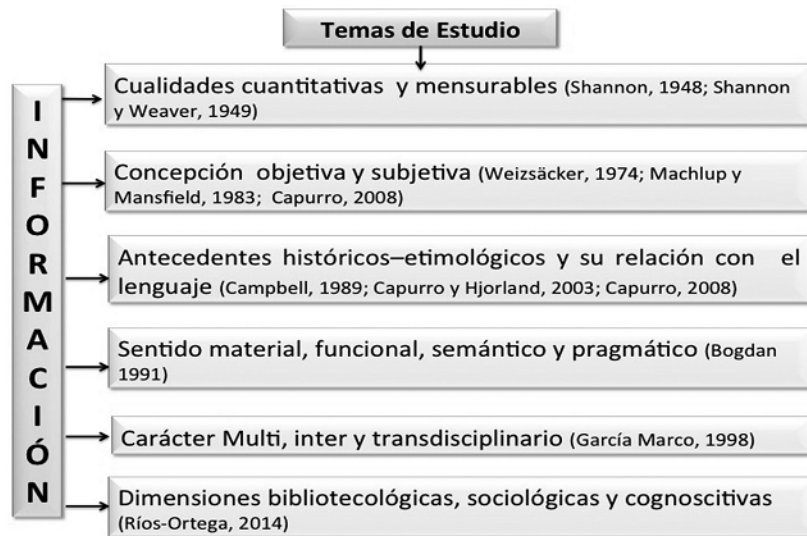 Temas de Estudio
INFORMACIÓN
Cualidades cuantitativas y mensurables (Shannon, 1948; Shannon
y Weaver, 1949)
Concepción objetiva y subjetiva (Weizsäcker, 1974; Machlup y
Mansfield, 1983; Capurro, 2008)
Antecedentes históricos–etimológicos y su relación con el
lenguaje (Campbell, 1989; Capurro y Hjorland, 2003; Capurro, 2008)
Sentido material, funcional, semántico y pragmático (Bogdan
1991)
Carácter Multi, inter y transdisciplinario (García Marco, 1998)
Dimensiones bibliotecológicas, sociológicas y cognoscitivas
(Ríos-Ortega, 2014)